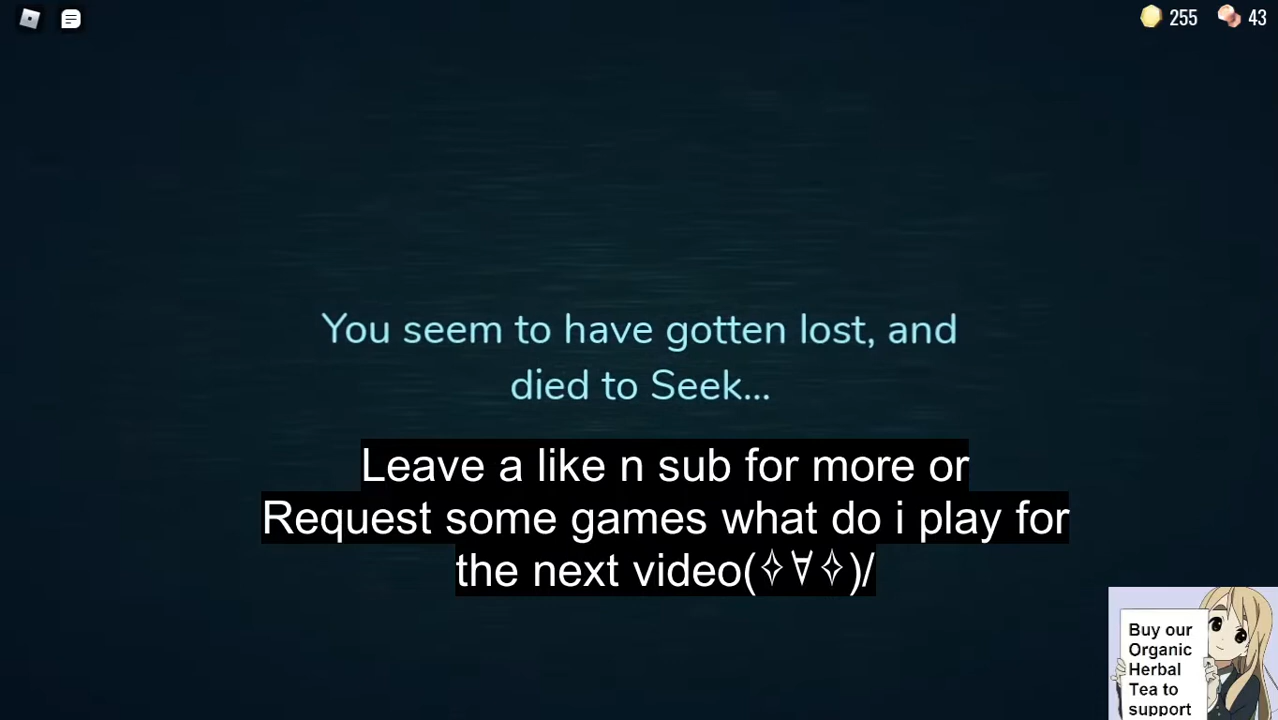 255 43
You seem to have gotten lost, and
died to Seek...
Leave a like n sub for more or
Request some games what do i play for
the next video(✧∀✧)/
Buy our
Organic
Herbal
Tea to
support